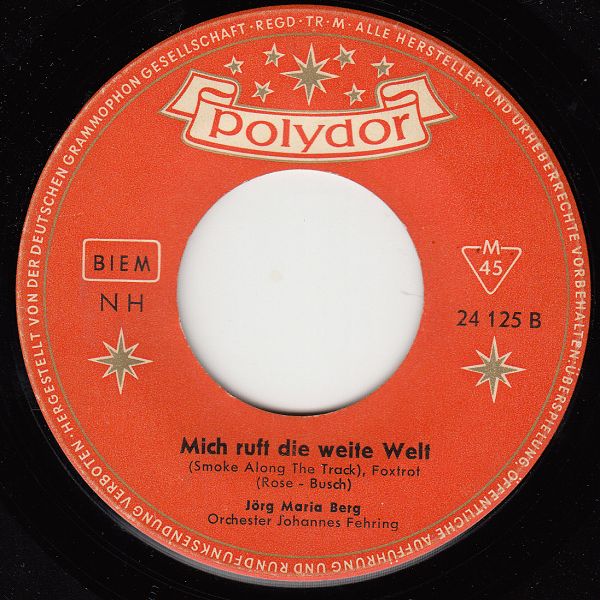 HERGESTELLT VON DER DEUTSCHEN GRAMMOPHON GESELLSCHAFT · REGD · TR · M · ALLE HERSTELLER- UND URHEBERRECHTE VORBEHALTEN: ÜBERSPIELUNG, ÖFFENTLICHE AUFFÜHRUNG UND RUNDFUNKSENDUNG VERBOTEN ·
polydor
BIEM
NH
M
45
24 125 B
Mich ruft die weite Welt
(Smoke Along The Track), Foxtrot
(Rose - Busch)
Jörg Maria Berg
Orchester Johannes Fehring